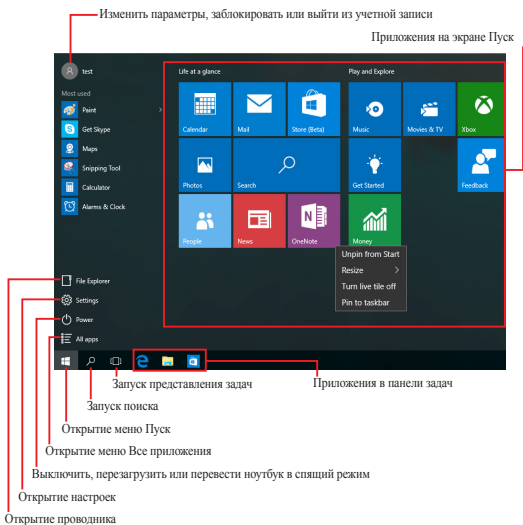 Изменить параметры, заблокировать или выйти из учетной записи
Приложения на экране Пуск
test
Life at a glance
Play and Explore
Most used
Paint
Get Skype
Maps
Snipping Tool
Calculator
Alarms & Clock
Calendar
Mail
Store (Beta)
Music
Movies & TV
Xbox
Photos
Search
Get Started
Feedback
People
News
OneNote
Money
Unpin from Start
Resize
Turn live tile off
Pin to taskbar
File Explorer
Settings
Power
All apps
Запуск представления задач
Приложения в панели задач
Запуск поиска
Открытие меню Пуск
Открытие меню Все приложения
Выключить, перезагрузить или перевести ноутбук в спящий режим
Открытие настроек
Открытие проводника